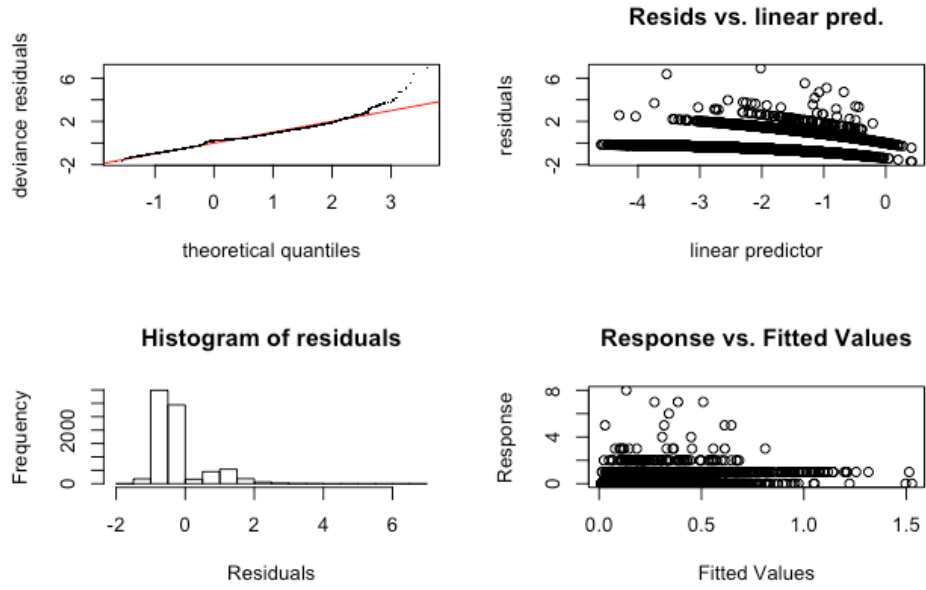 deviance residuals
6
2
-2
-1 0 1 2 3
theoretical quantiles
Resids vs. linear pred.
residuals
6
2
-2
-4 -3 -2 -1 0
linear predictor
Histogram of residuals
Frequency
2000
0
-2 0 2 4 6
Residuals
Response vs. Fitted Values
Response
8
4
0
0.0 0.5 1.0 1.5
Fitted Values